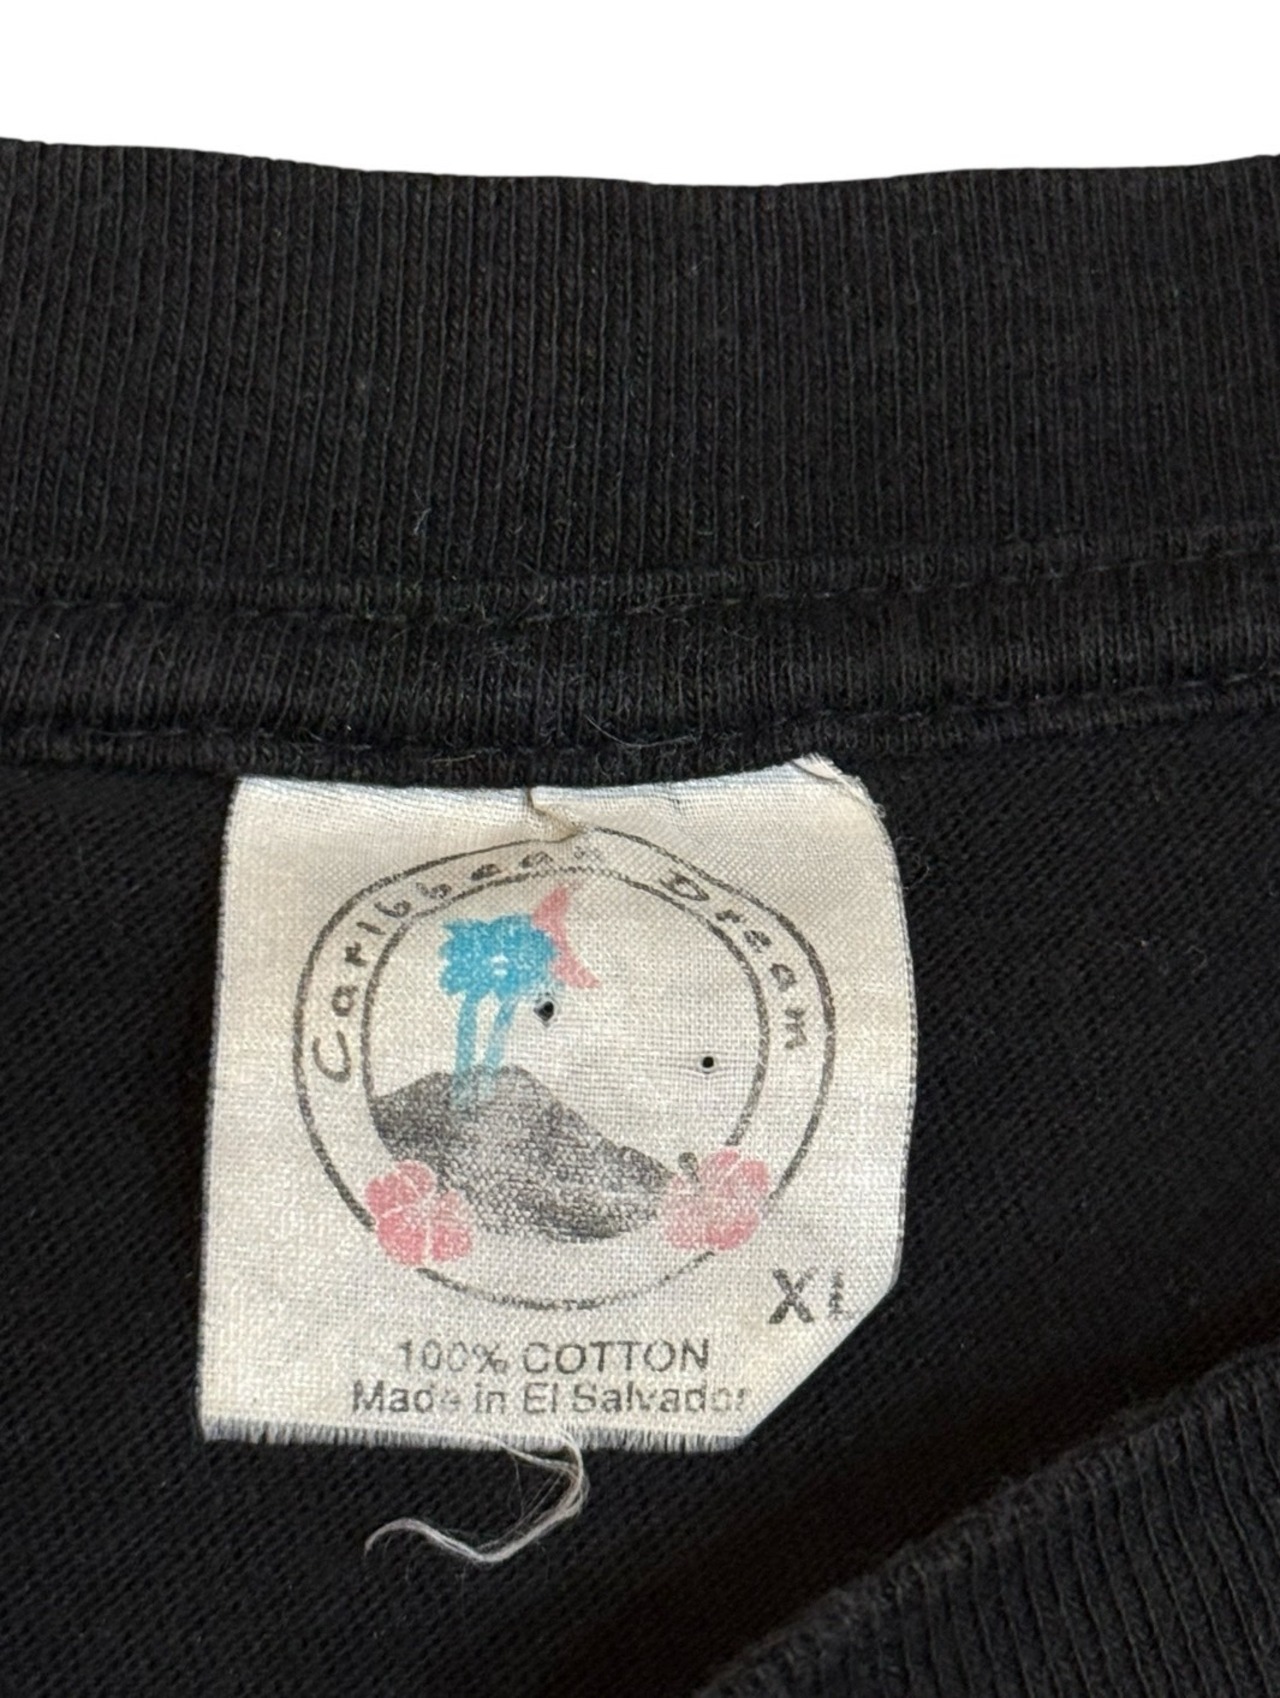 Caribbean Dream
XL
100% COTTON
Made in El Salvador